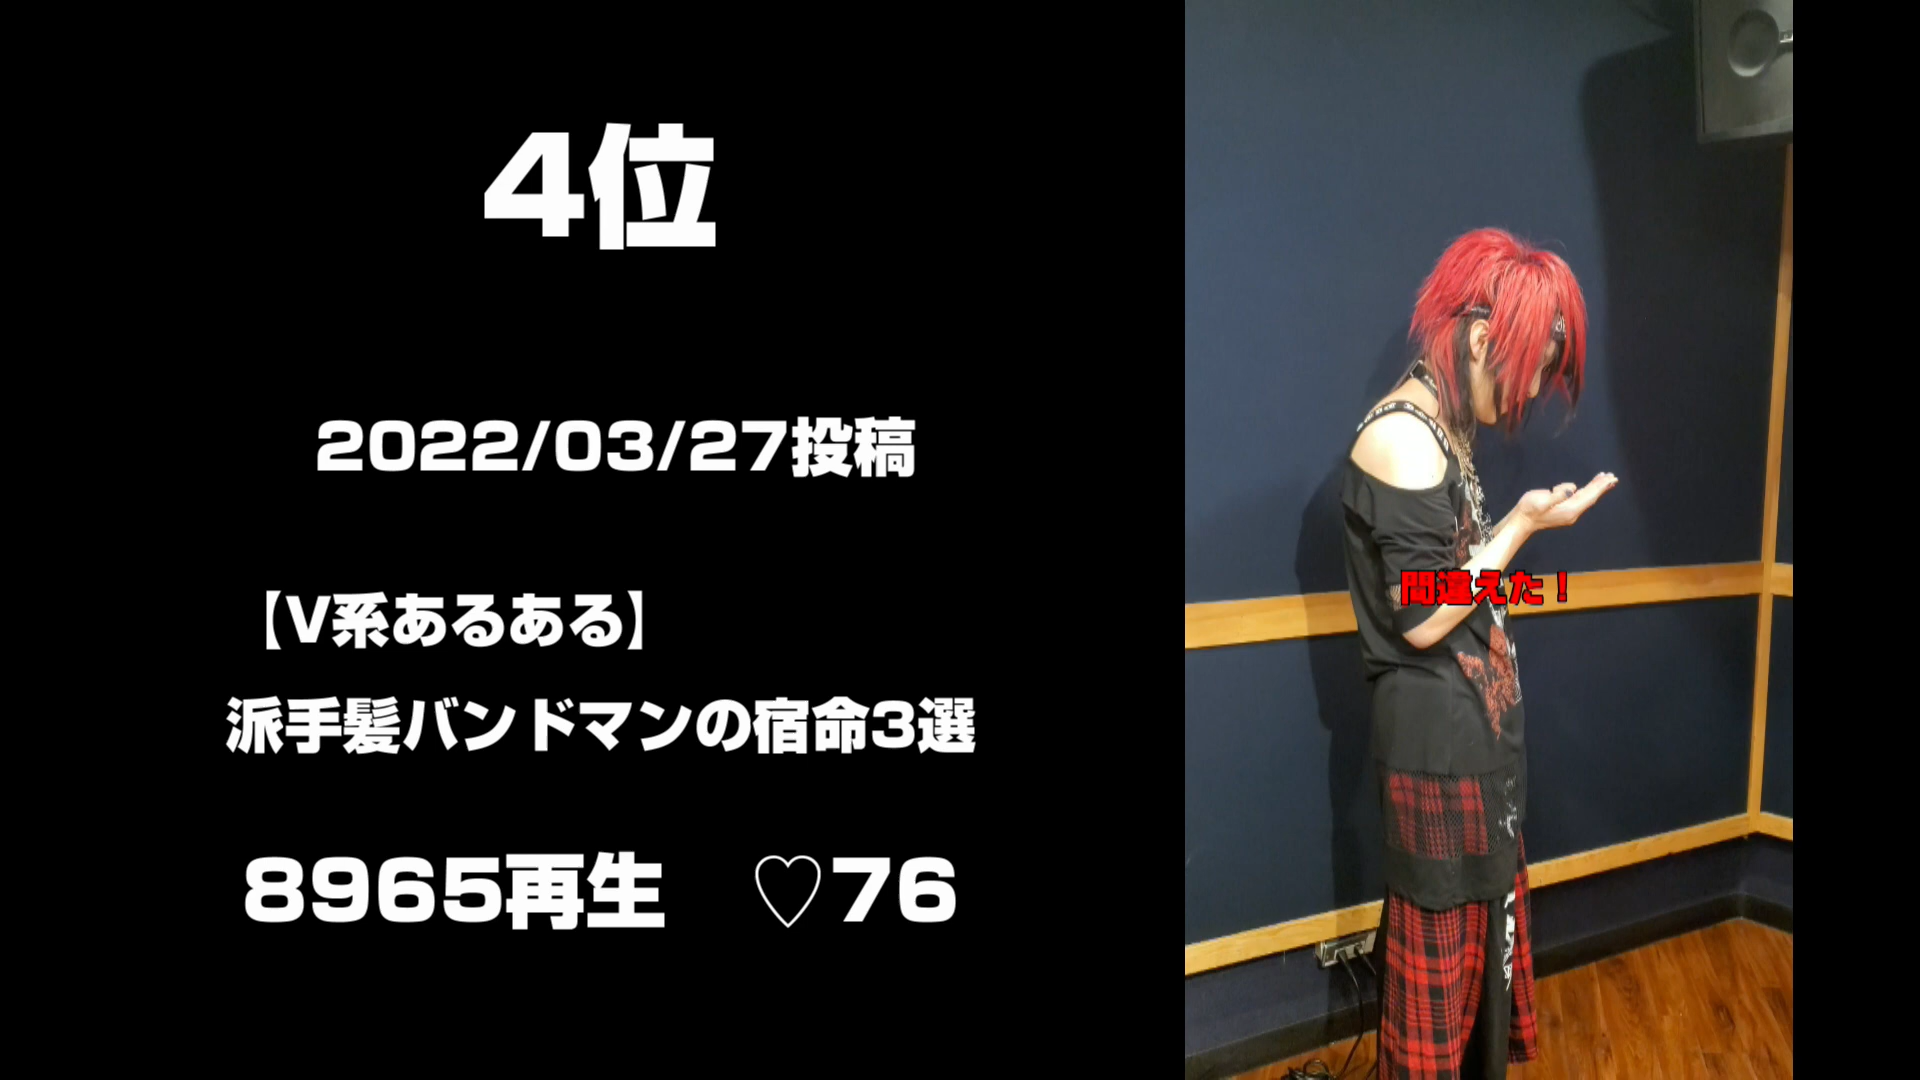 4位
2022/03/27投稿
【V系あるある】
派手髪バンドマンの宿命3選
8965再生 ♡76
間違えた！